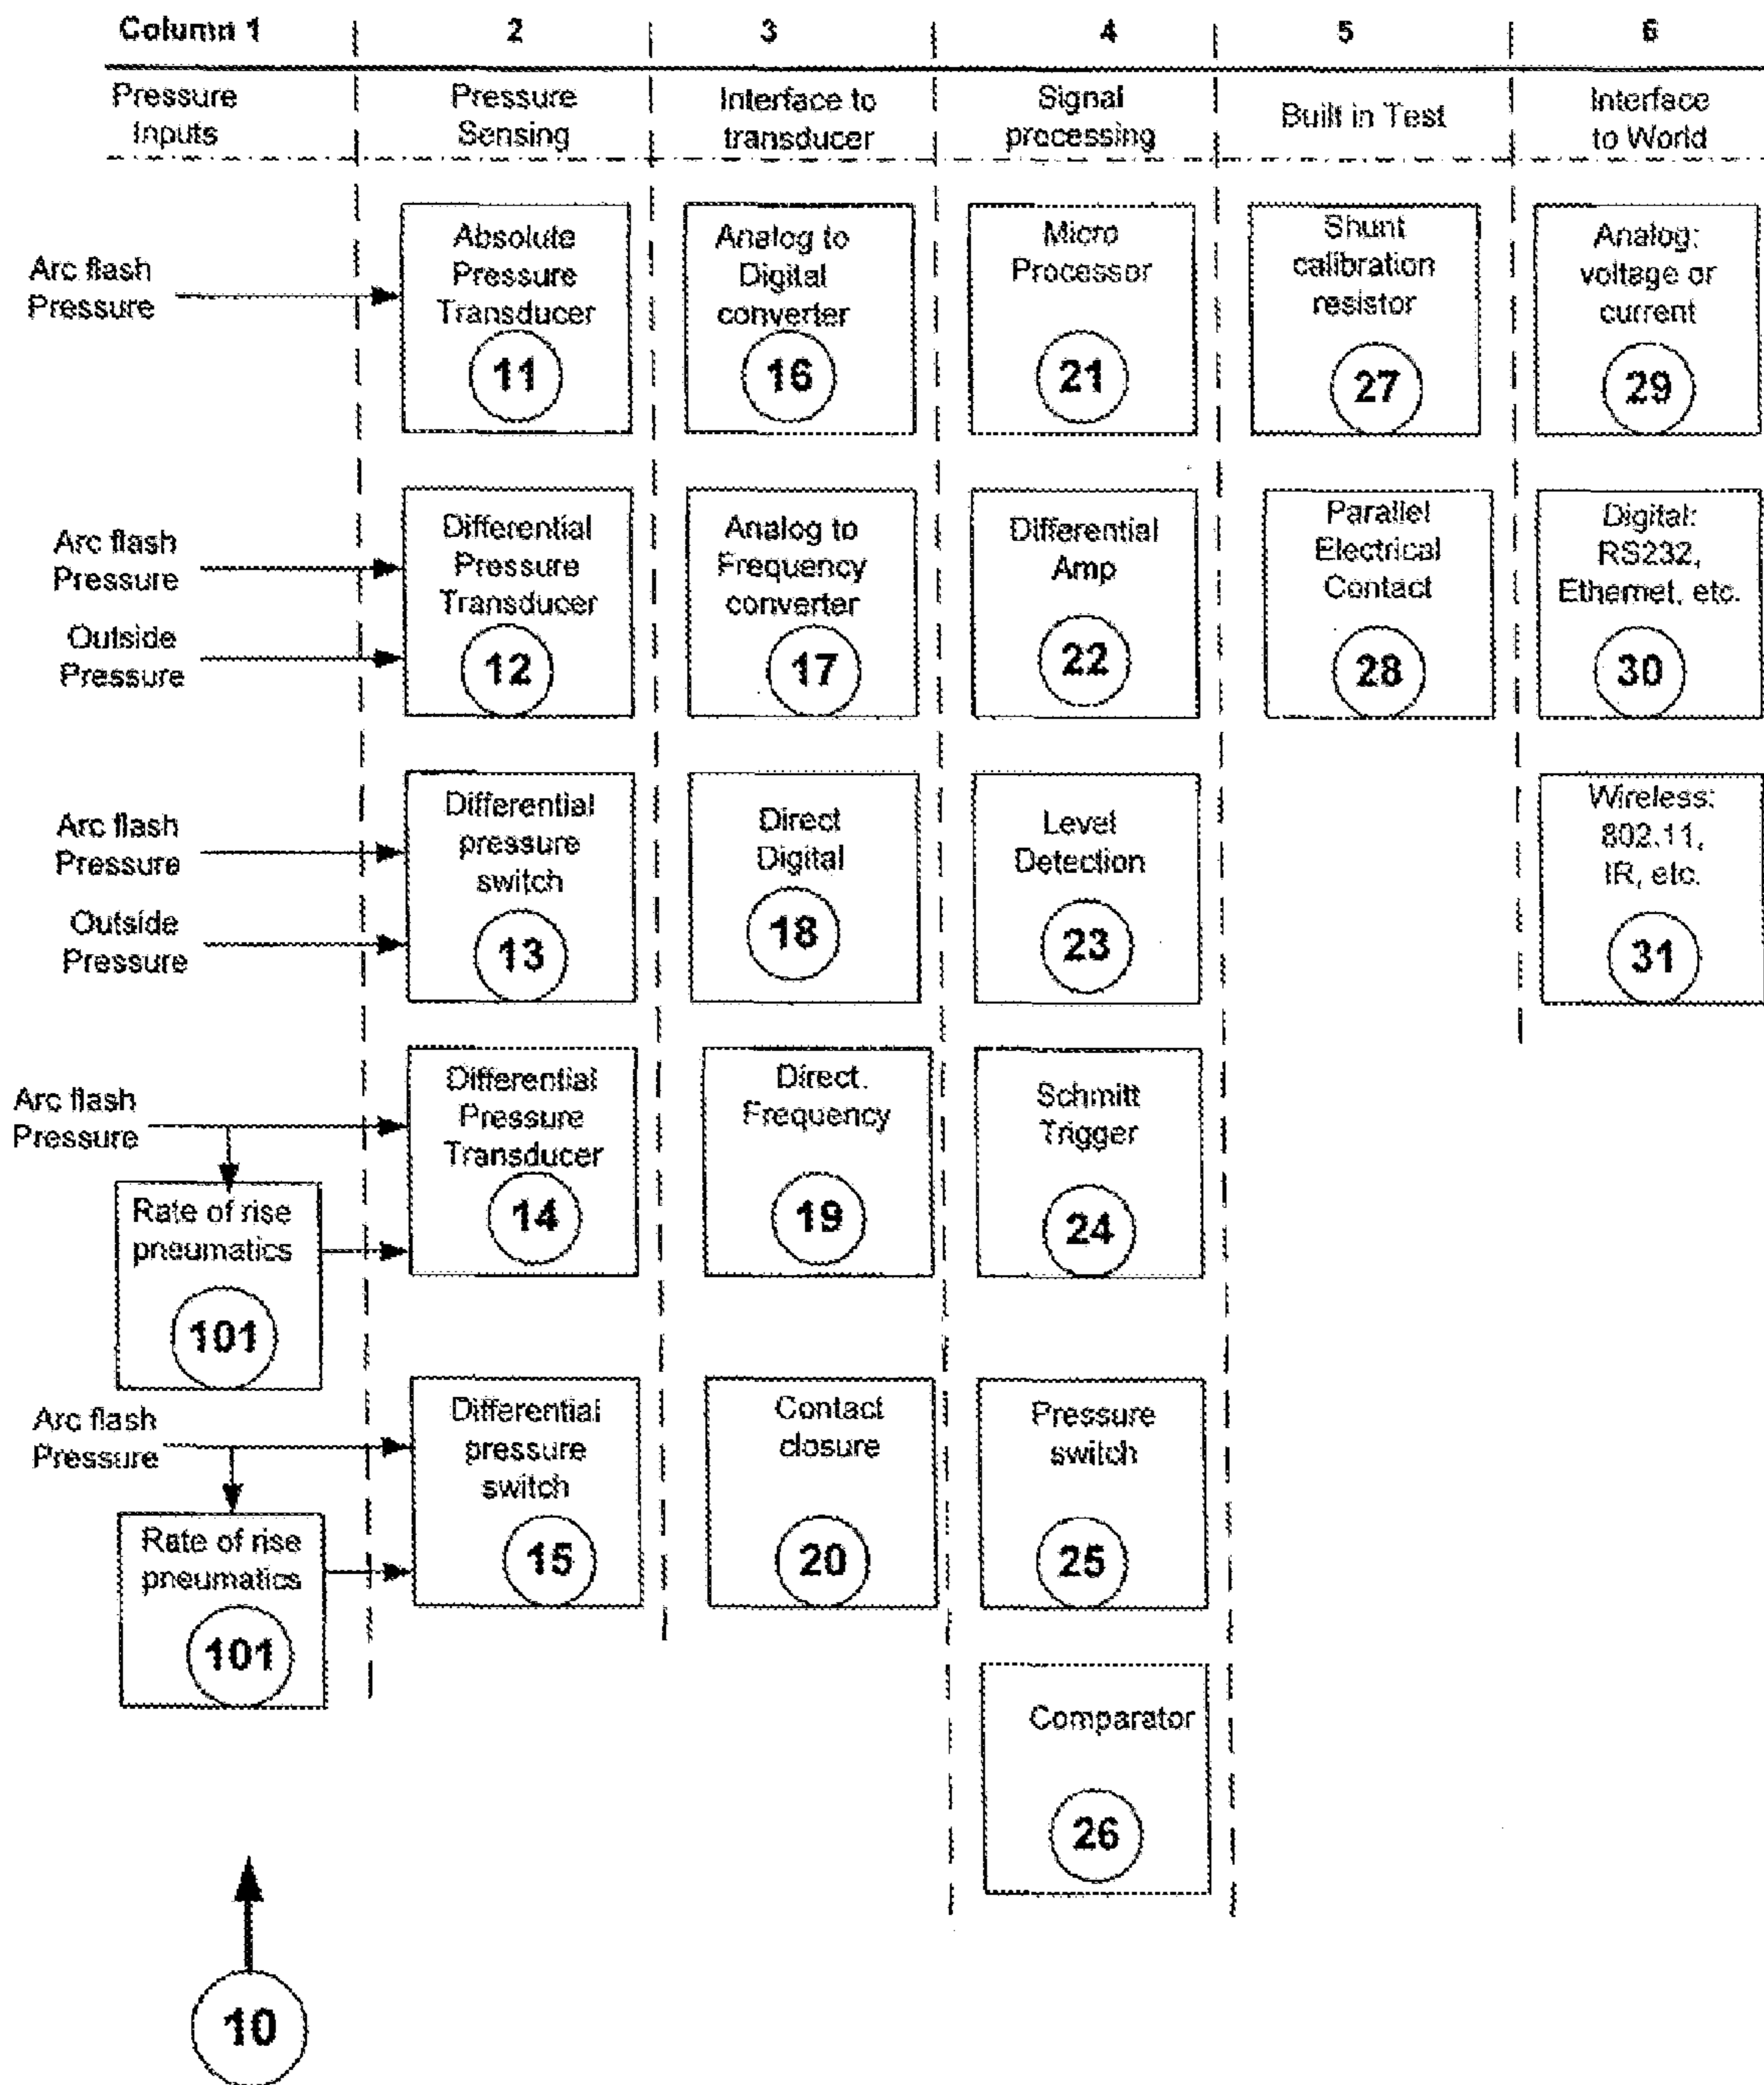 Column 1 2 3 4 5 6
Pressure
Inputs
Pressure
Sensing
Interface to
transducer
Signal
processing
Built in Test
Interface
to World
Arc flash
Pressure
Absolute
Pressure
Transducer
11
Analog to
Digital
converter
16
Micro
Processor
21
Shunt
calibration
resistor
27
Analog:
voltage or
current
29
Arc flash
Pressure
Outside
Pressure
Differential
Pressure
Transducer
12
Analog to
Frequency
converter
17
Differential
Amp
22
Parallel
Electrical
Contact
28
Digital:
RS232,
Ethernet, etc.
30
Arc flash
Pressure
Outside
Pressure
Differential
pressure
switch
13
Direct
Digital
18
Level
Detection
23
Wireless:
802.11,
IR, etc.
31
Arc flash
Pressure
Rate of rise
pneumatics
101
Differential
Pressure
Transducer
14
Direct.
Frequency
19
Schmitt
Trigger
24
Arc flash
Pressure
Rate of rise
pneumatics
101
Differential
pressure
switch
15
Contact
closure
20
Pressure
switch
25
Comparator
26
10